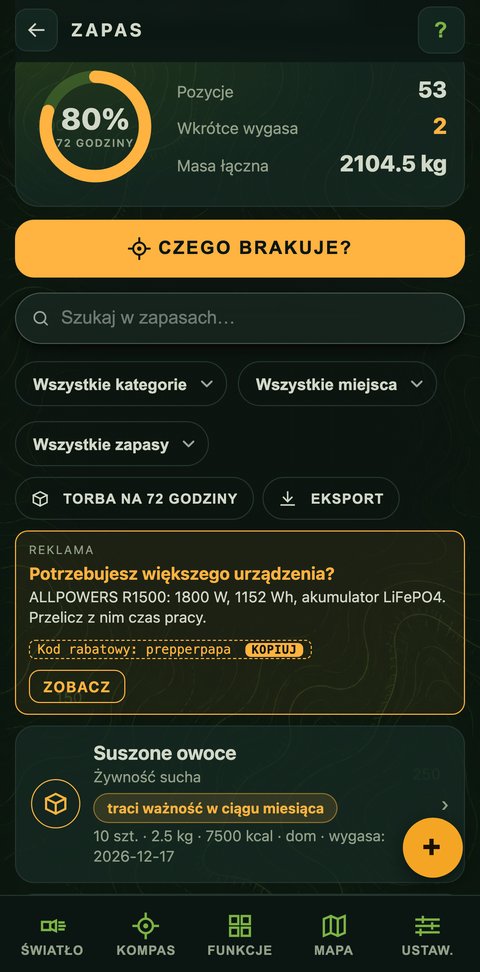 ZAPAS
?
80%
72 GODZINY
Pozycje 53
Wkrótce wygasa 2
Masa łączna 2104.5 kg
CZEGO BRAKUJE?
Szukaj w zapasach…
Wszystkie kategorie
Wszystkie miejsca
Wszystkie zapasy
TORBA NA 72 GODZINY
EKSPORT
REKLAMA
Potrzebujesz większego urządzenia?
ALLPOWERS R1500: 1800 W, 1152 Wh, akumulator LiFePO4.
Przelicz z nim czas pracy.
Kod rabatowy: prepperpapa KOPIUJ
ZOBACZ
150
Suszone owoce
Żywność sucha
250
traci ważność w ciągu miesiąca
10 szt. · 2.5 kg · 7500 kcal · dom · wygasa:
2026-12-17
+
ŚWIATŁO
KOMPAS
FUNKCJE
MAPA
USTAW.